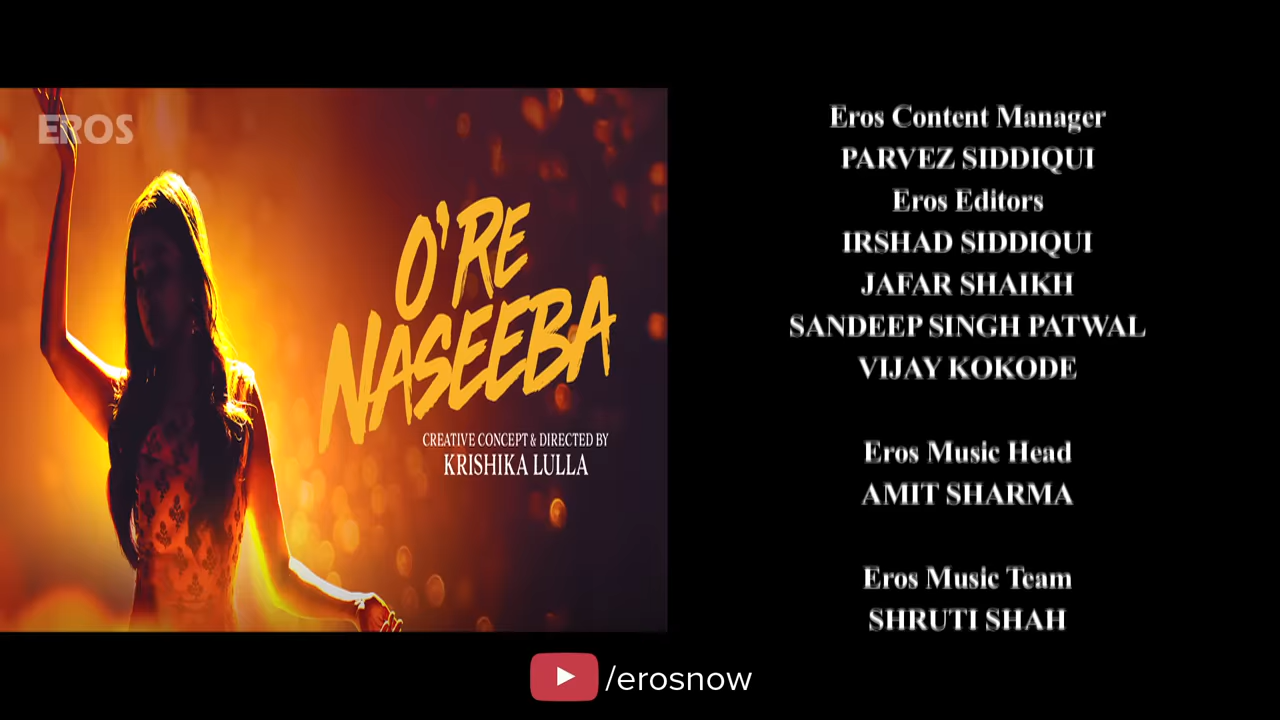 EROS
O'RE
NASEEBA
CREATIVE CONCEPT & DIRECTED BY
KRISHIKA LULLA
Eros Content Manager
PARVEZ SIDDIQUI
Eros Editors
IRSHAD SIDDIQUI
JAFAR SHAIKH
SANDEEP SINGH PATWAL
VIJAY KOKODE
Eros Music Head
AMIT SHARMA
Eros Music Team
SHRUTI SHAH
/erosnow